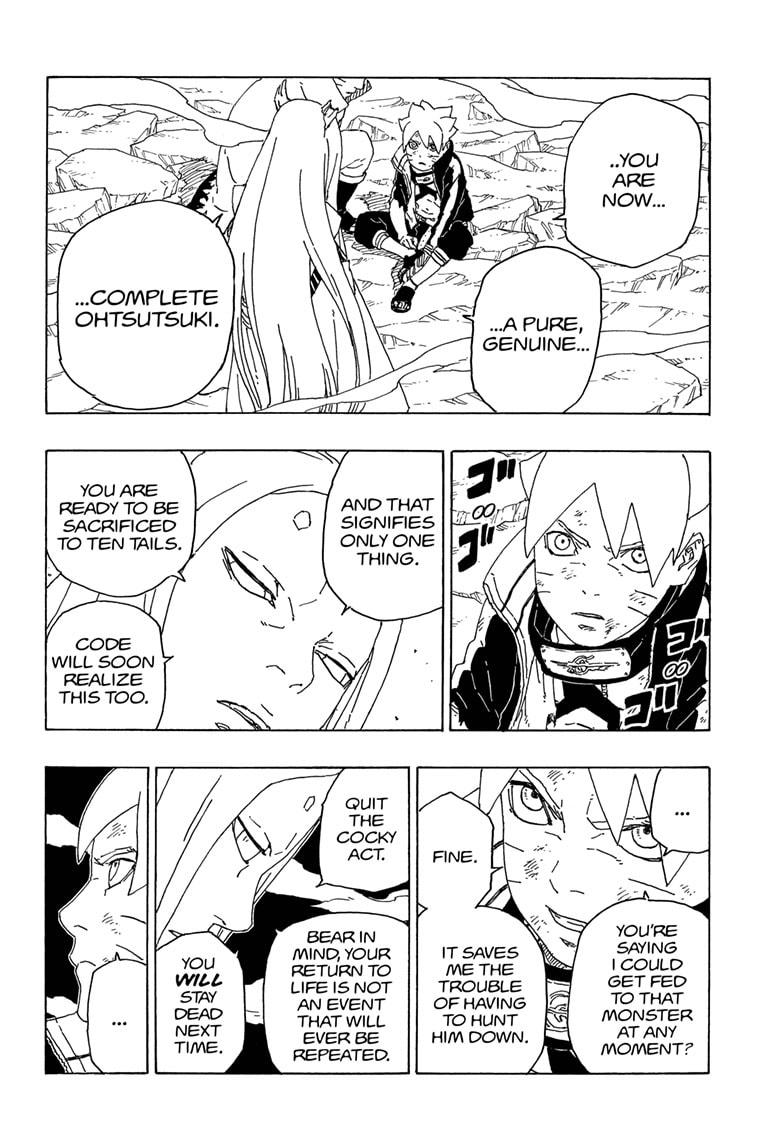 ..YOU
ARE
NOW...
...A PURE,
GENUINE...
...COMPLETE
OHTSUTSUKI.
ゴ
∞
ゴ
ゴ
∞
ゴ
AND THAT
SIGNIFIES
ONLY ONE
THING.
YOU ARE
READY TO BE
SACRIFICED
TO TEN TAILS.
CODE
WILL SOON
REALIZE
THIS TOO.
...
YOU'RE
SAYING
I COULD
GET FED
TO THAT
MONSTER
AT ANY
MOMENT?
FINE.
IT SAVES
ME THE
TROUBLE
OF HAVING
TO HUNT
HIM DOWN.
QUIT
THE
COCKY
ACT.
BEAR IN
MIND, YOUR
RETURN TO
LIFE IS NOT
AN EVENT
THAT WILL
EVER BE
REPEATED.
YOU
WILL
STAY
DEAD
NEXT
TIME.
...